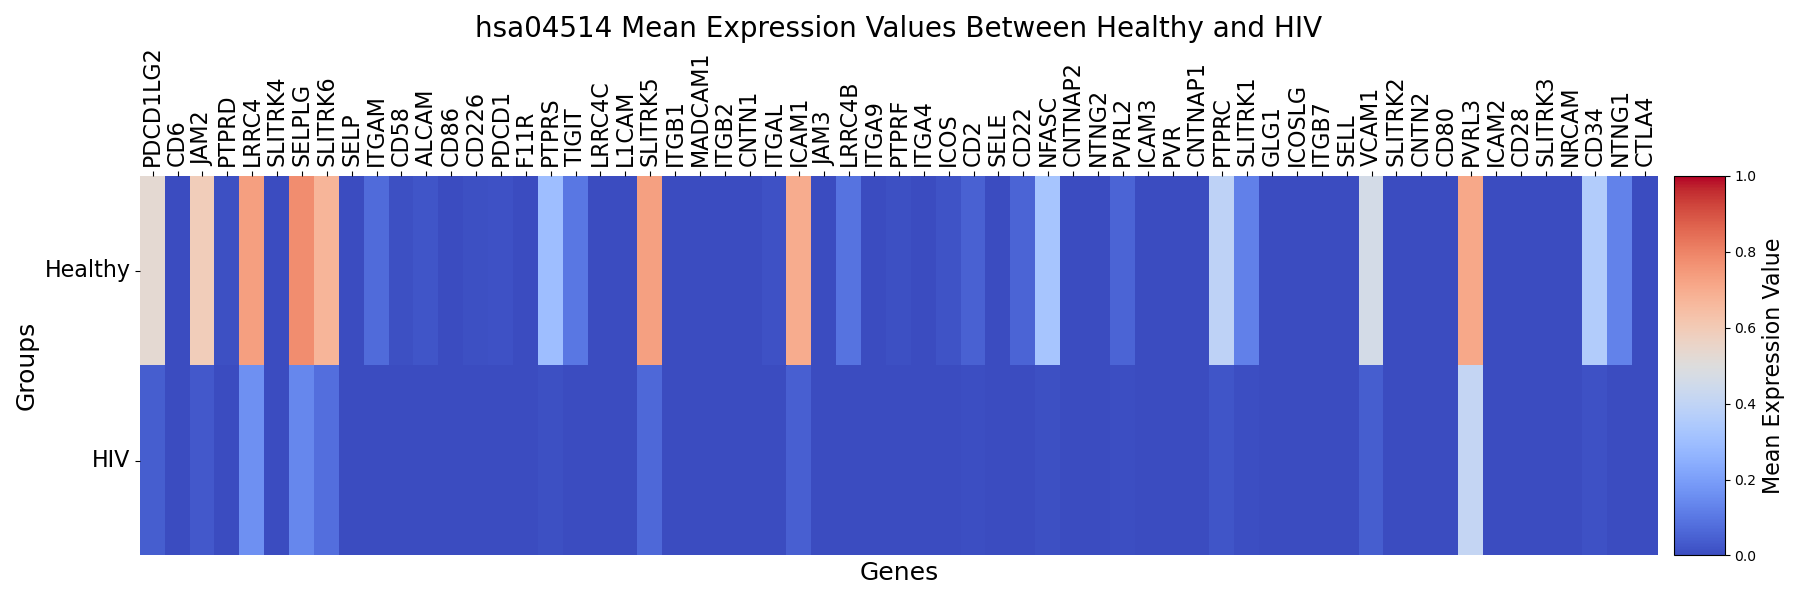 hsa04514 Mean Expression Values Between Healthy and HIV
PDCD1LG2
CD6
JAM2
PTPRD
LRRC4
SLITRK4
SELPLG
SLITRK6
SELP
ITGAM
CD58
ALCAM
CD86
CD226
PDCD1
F11R
PTPRS
TIGIT
LRRC4C
L1CAM
SLITRK5
ITGB1
MADCAM1
ITGB2
CNTN1
ITGAL
ICAM1
JAM3
LRRC4B
ITGA9
PTPRF
ITGA4
ICOS
CD2
SELE
CD22
NFASC
CNTNAP2
NTNG2
PVRL2
ICAM3
PVR
CNTNAP1
PTPRC
SLITRK1
GLG1
ICOSLG
ITGB7
SELL
VCAM1
SLITRK2
CNTN2
CD80
PVRL3
ICAM2
CD28
SLITRK3
NRCAM
CD34
NTNG1
CTLA4
Groups
Healthy
HIV
Genes
1.0
0.8
0.6
0.4
0.2
0.0
Mean Expression Value